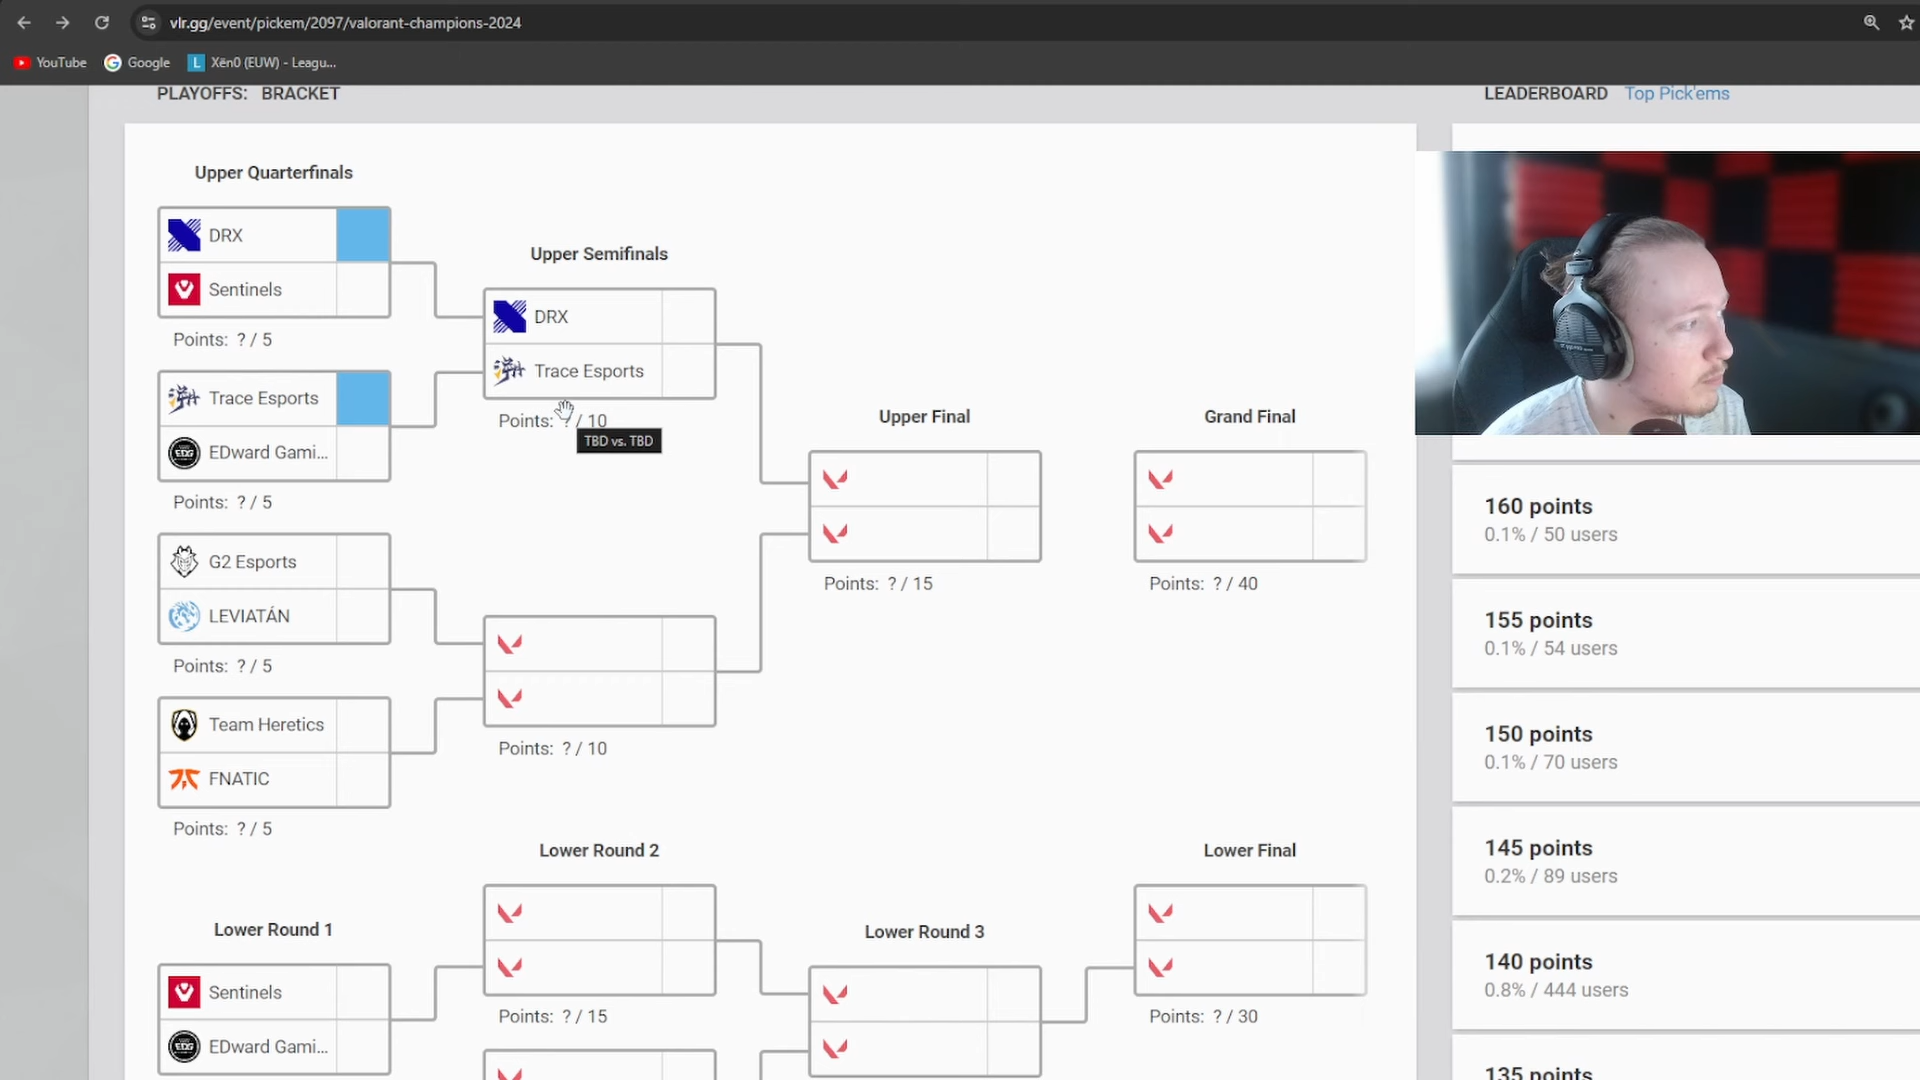 vlr.gg/event/pickem/2097/valorant-champions-2024
YouTube
Google
Xën0 (EUW) - Leagu...
PLAYOFFS: BRACKET
LEADERBOARD Top Pick'ems
Upper Quarterfinals
DRX
Sentinels
Points: ? / 5
Trace Esports
EDward Gami...
Points: ? / 5
G2 Esports
LEVIATÁN
Points: ? / 5
Team Heretics
FNATIC
Points: ? / 5
Upper Semifinals
DRX
Trace Esports
Points: ? / 10
TBD vs. TBD
Points: ? / 10
Upper Final
Points: ? / 15
Grand Final
Points: ? / 40
Lower Round 1
Sentinels
EDward Gami...
Lower Round 2
Points: ? / 15
Lower Round 3
Lower Final
Points: ? / 30
160 points
0.1% / 50 users
155 points
0.1% / 54 users
150 points
0.1% / 70 users
145 points
0.2% / 89 users
140 points
0.8% / 444 users
135 points